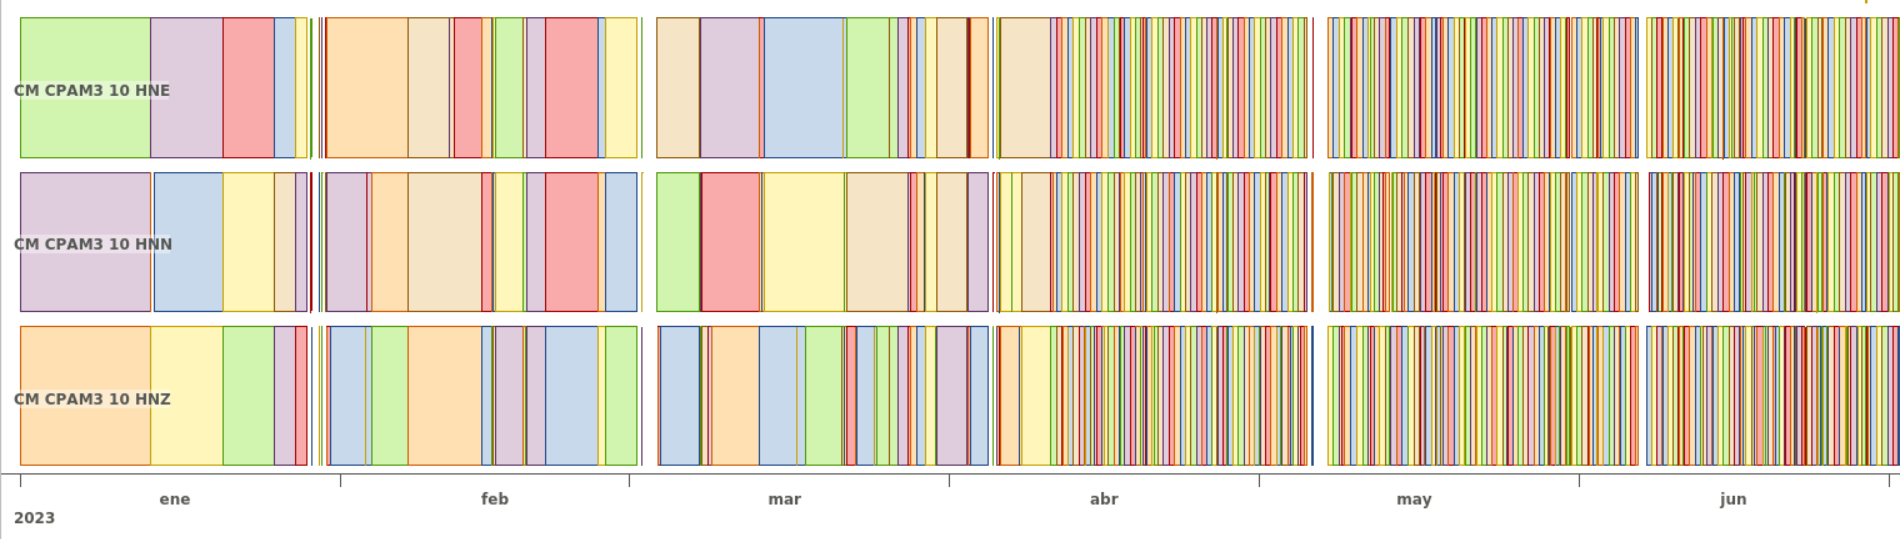 CM CPAM3 10 HNE
CM CPAM3 10 HNN
CM CPAM3 10 HNZ
ene feb mar abr may jun
2023